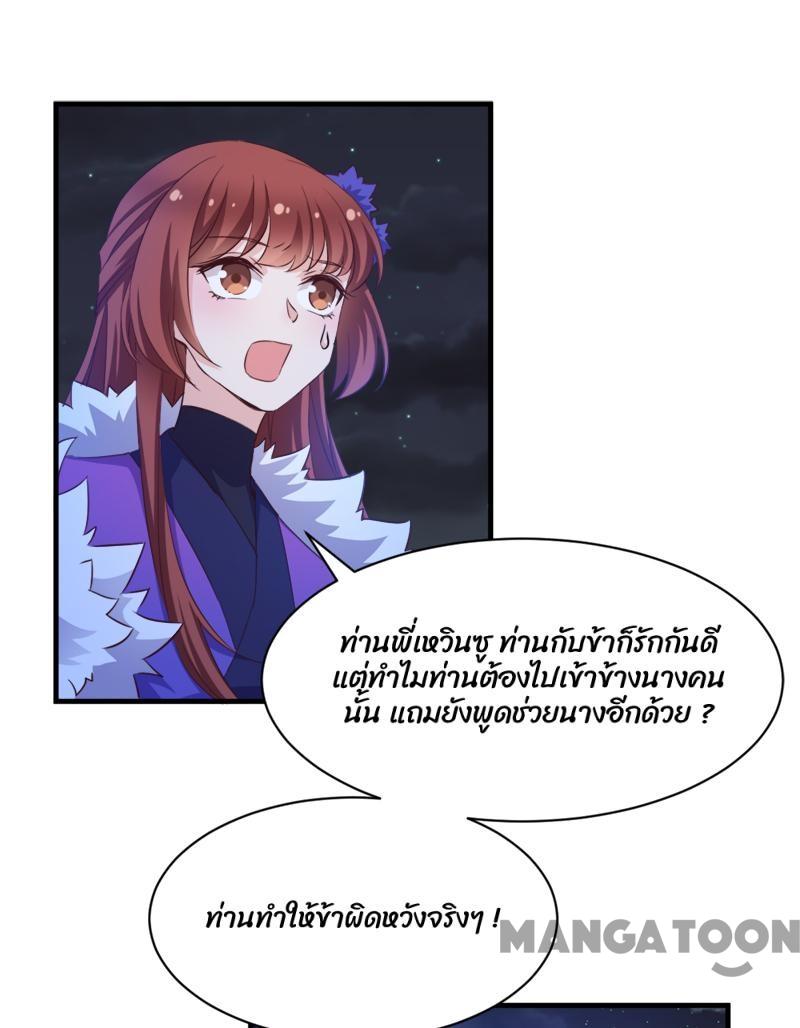 ท่านพี่เหวินซู ท่านกับข้าก็รักกันดี
แต่ทำไมท่านต้องไปเข้าข้างนางคน
นั้น แถมยังพูดช่วยนางอีกด้วย ?
ท่านทำให้ข้าผิดหวังจริงๆ !
MANGATOON